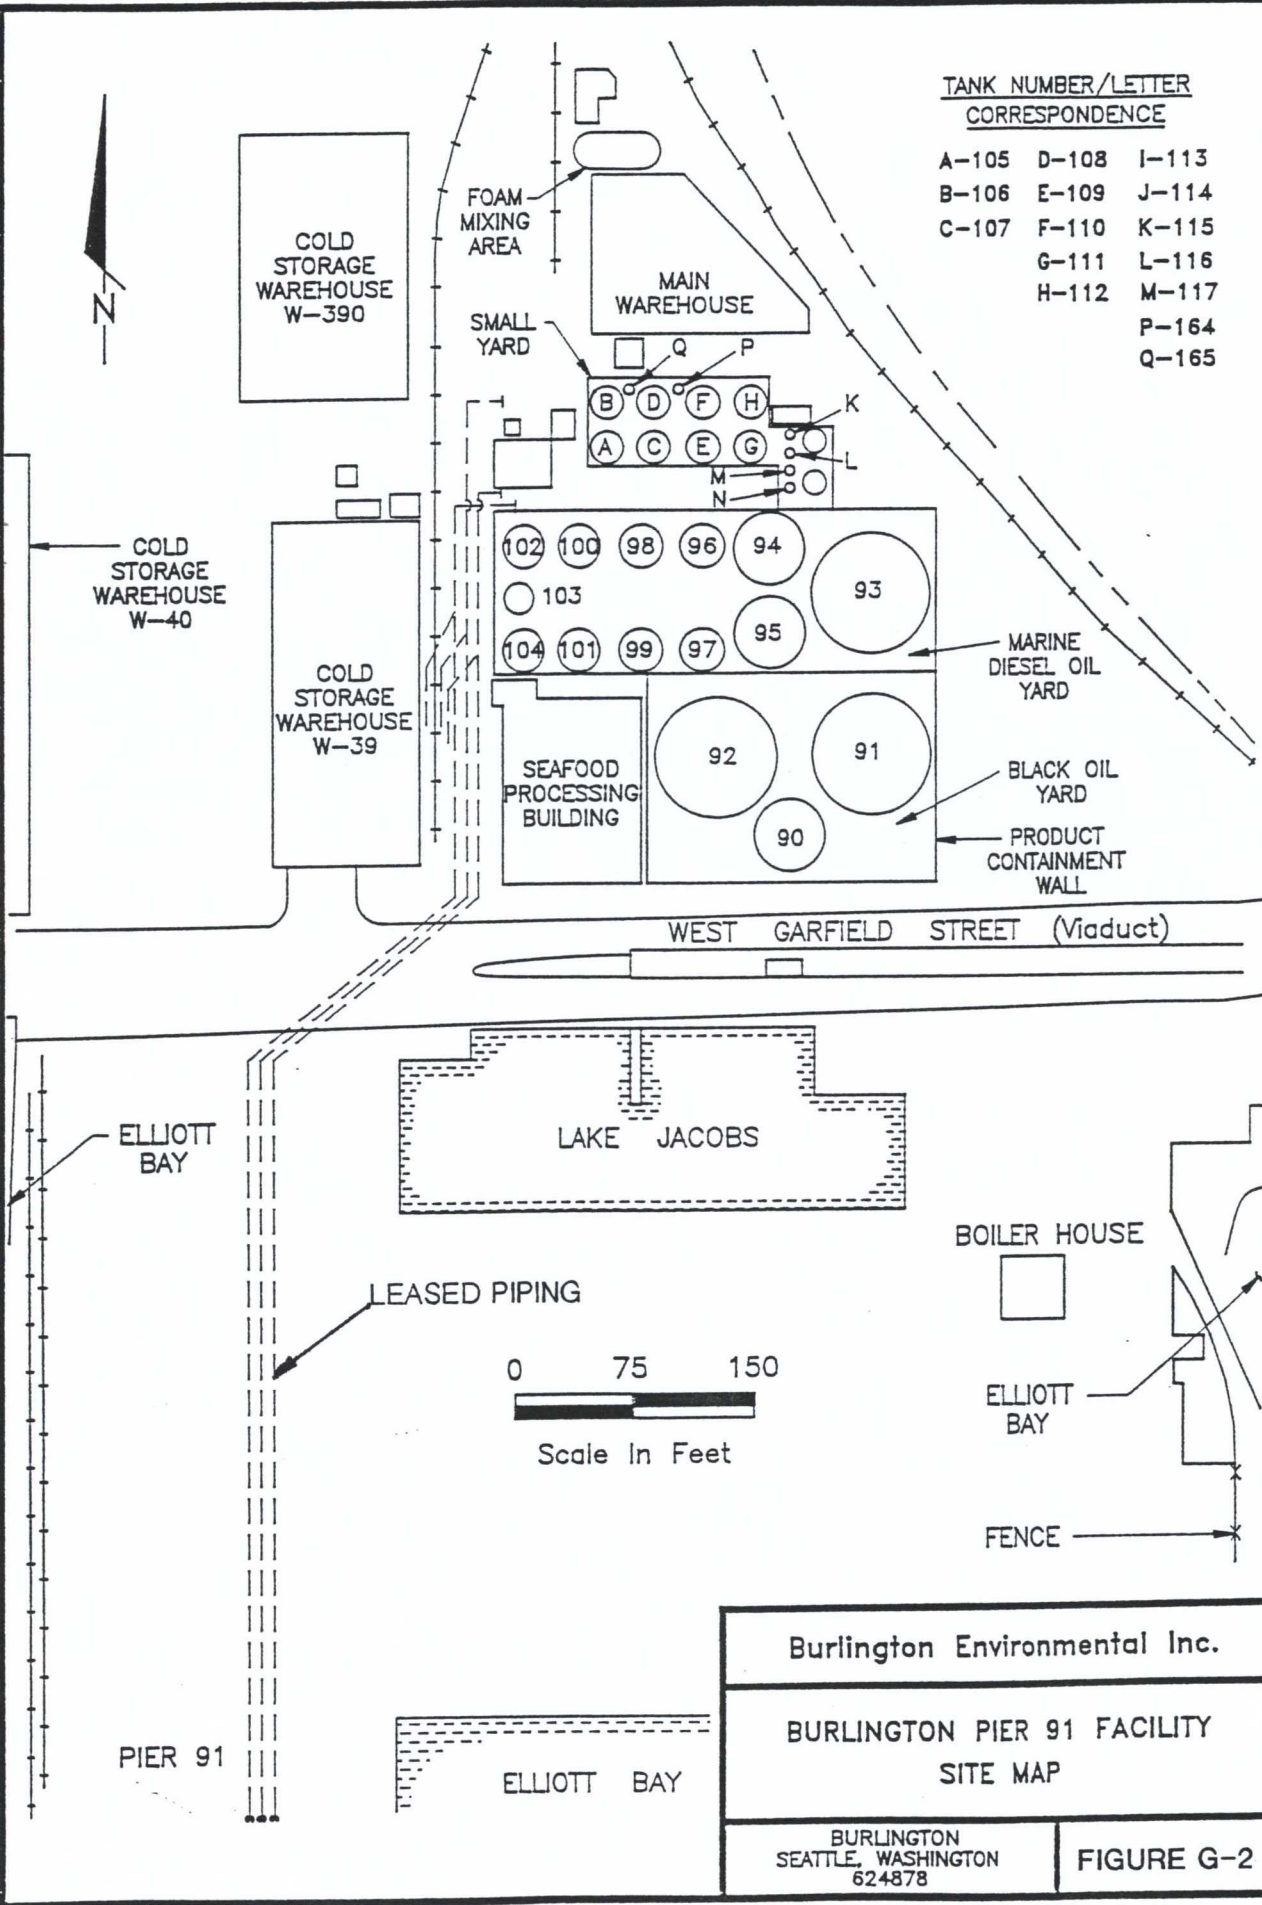 TANK NUMBER/LETTER
CORRESPONDENCE
A-105 D-108 I-113
B-106 E-109 J-114
C-107 F-110 K-115
G-111 L-116
H-112 M-117
P-164
Q-165
N
COLD
STORAGE
WAREHOUSE
W-390
FOAM
MIXING
AREA
MAIN
WAREHOUSE
SMALL
YARD
Q P
B D F H
K
A C E G
L
M
N
COLD
STORAGE
WAREHOUSE
W-40
102 100 98 96 94
93
103
95
104 101 99 97
MARINE
DIESEL OIL
YARD
COLD
STORAGE
WAREHOUSE
W-39
SEAFOOD
PROCESSING
BUILDING
92 91
90
BLACK OIL
YARD
PRODUCT
CONTAINMENT
WALL
WEST GARFIELD STREET (Viaduct)
ELLIOTT
BAY
LAKE JACOBS
BOILER HOUSE
LEASED PIPING
0 75 150
Scale In Feet
ELLIOTT
BAY
FENCE
PIER 91
ELLIOTT BAY
Burlington Environmental Inc.
BURLINGTON PIER 91 FACILITY
SITE MAP
BURLINGTON
SEATTLE, WASHINGTON
624878
FIGURE G-2